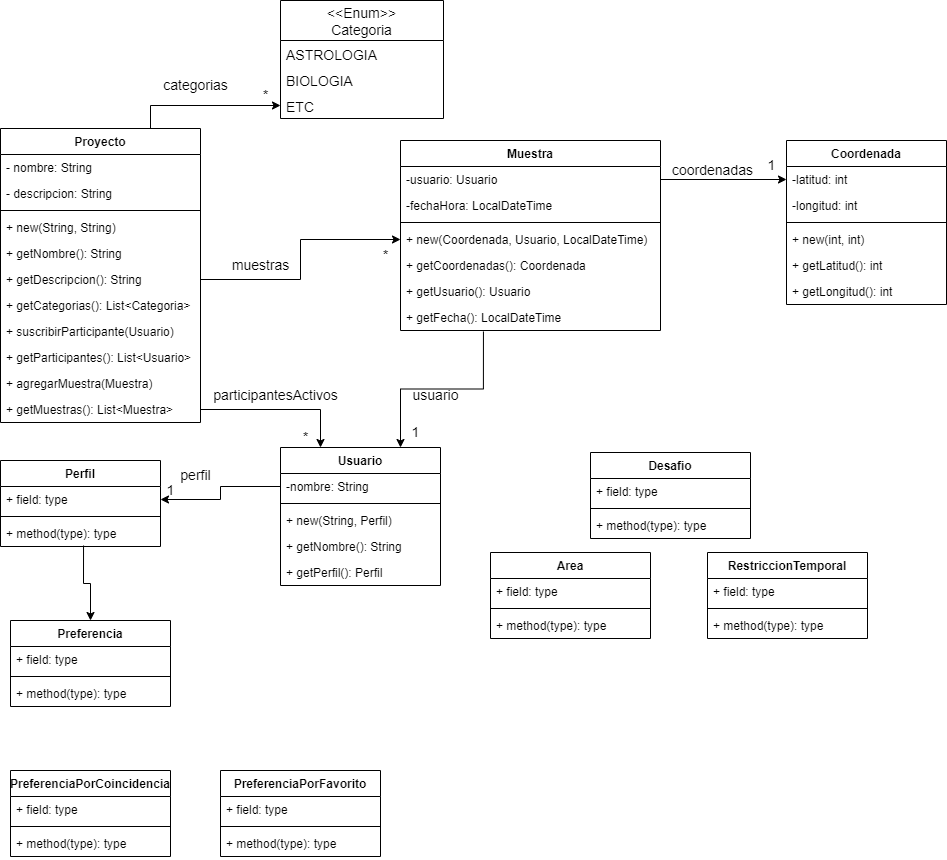 <<Enum>>
Categoria
ASTROLOGIA
BIOLOGIA
ETC
categorias
*
Proyecto
- nombre: String
- descripcion: String
+ new(String, String)
+ getNombre(): String
+ getDescripcion(): String
+ getCategorias(): List<Categoria>
+ suscribirParticipante(Usuario)
+ getParticipantes(): List<Usuario>
+ agregarMuestra(Muestra)
+ getMuestras(): List<Muestra>
muestras
*
Muestra
-usuario: Usuario
-fechaHora: LocalDateTime
+ new(Coordenada, Usuario, LocalDateTime)
+ getCoordenadas(): Coordenada
+ getUsuario(): Usuario
+ getFecha(): LocalDateTime
coordenadas
1
Coordenada
-latitud: int
-longitud: int
+ new(int, int)
+ getLatitud(): int
+ getLongitud(): int
participantesActivos
*
usuario
1
Usuario
-nombre: String
+ new(String, Perfil)
+ getNombre(): String
+ getPerfil(): Perfil
perfil
1
Perfil
+ field: type
+ method(type): type
Desafio
+ field: type
+ method(type): type
Area
+ field: type
+ method(type): type
RestriccionTemporal
+ field: type
+ method(type): type
Preferencia
+ field: type
+ method(type): type
PreferenciaPorCoincidencia
+ field: type
+ method(type): type
PreferenciaPorFavorito
+ field: type
+ method(type): type